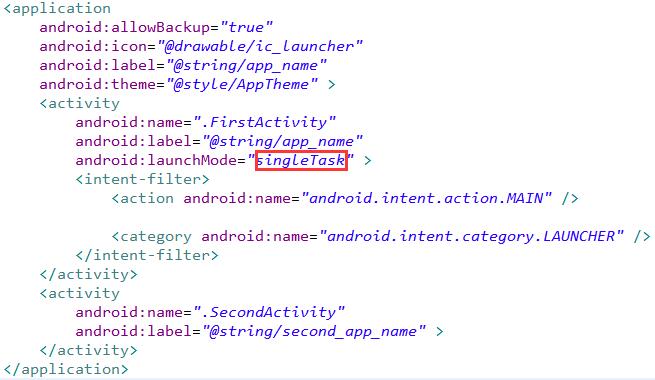 <application
    android:allowBackup="true"
    android:icon="@drawable/ic_launcher"
    android:label="@string/app_name"
    android:theme="@style/AppTheme" >
    <activity
        android:name=".FirstActivity"
        android:label="@string/app_name"
        android:launchMode="singleTask" >
        <intent-filter>
            <action android:name="android.intent.action.MAIN" />

            <category android:name="android.intent.category.LAUNCHER" />
        </intent-filter>
    </activity>
    <activity
        android:name=".SecondActivity"
        android:label="@string/second_app_name" >
    </activity>
</application>